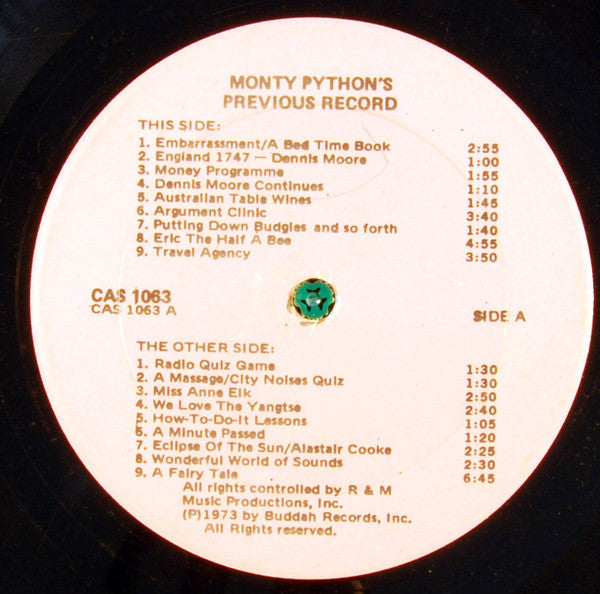 MONTY PYTHON'S
PREVIOUS RECORD
THIS SIDE:
1. Embarrassment/A Bed Time Book 2:55
2. England 1747 — Dennis Moore 1:00
3. Money Programme 1:55
4. Dennis Moore Continues 1:10
5. Australian Table Wines 1:45
6. Argument Clinic 3:40
7. Putting Down Budgies and so forth 1:40
8. Eric The Half A Bee 4:55
9. Travel Agency 3:50
CAS 1063
CAS 1063 A SIDE A
THE OTHER SIDE:
1. Radio Quiz Game 1:30
2. A Massage/City Noises Quiz 1:30
3. Miss Anne Elk 2:50
4. We Love The Yangtse 2:40
5. How-To-Do-It Lessons 1:05
6. A Minute Passed 1:20
7. Eclipse Of The Sun/Alastair Cooke 2:25
8. Wonderful World of Sounds 2:30
9. A Fairy Tale 6:45
All rights controlled by R & M
Music Productions, Inc.
(P)1973 by Buddah Records, Inc.
All Rights reserved.